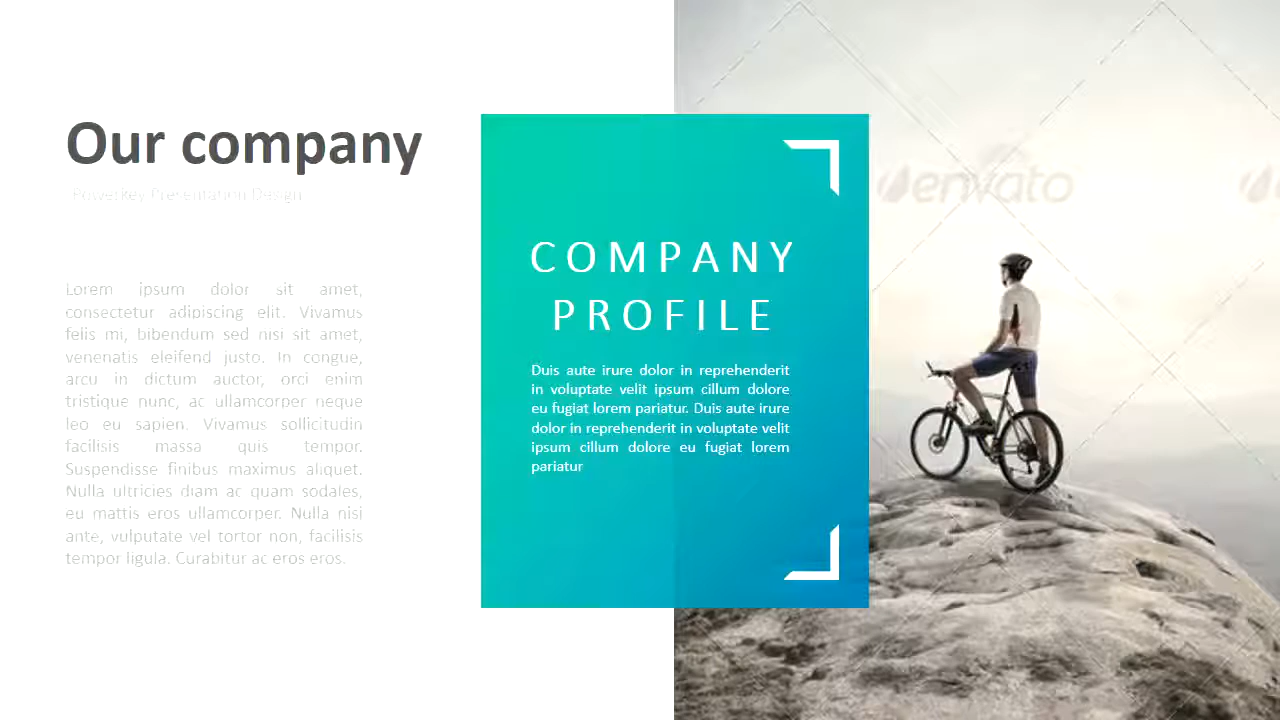 Our company
PowerKey Presentation Design
Lorem ipsum dolor sit amet,
consectetur adipiscing elit. Vivamus
felis mi, bibendum sed nisi sit amet,
venenatis eleifend justo. In congue,
arcu in dictum auctor, orci enim
tristique nunc, ac ullamcorper neque
leo eu sapien. Vivamus sollicitudin
facilisis massa quis tempor.
Suspendisse finibus maximus aliquet.
Nulla ultricies diam ac quam sodales,
eu mattis eros ullamcorper. Nulla nisi
ante, vulputate vel tortor non, facilisis
tempor ligula. Curabitur ac eros eros.
COMPANY
PROFILE
Duis aute irure dolor in reprehenderit
in voluptate velit ipsum cillum dolore
eu fugiat lorem pariatur. Duis aute irure
dolor in reprehenderit in voluptate velit
ipsum cillum dolore eu fugiat lorem
pariatur
envato